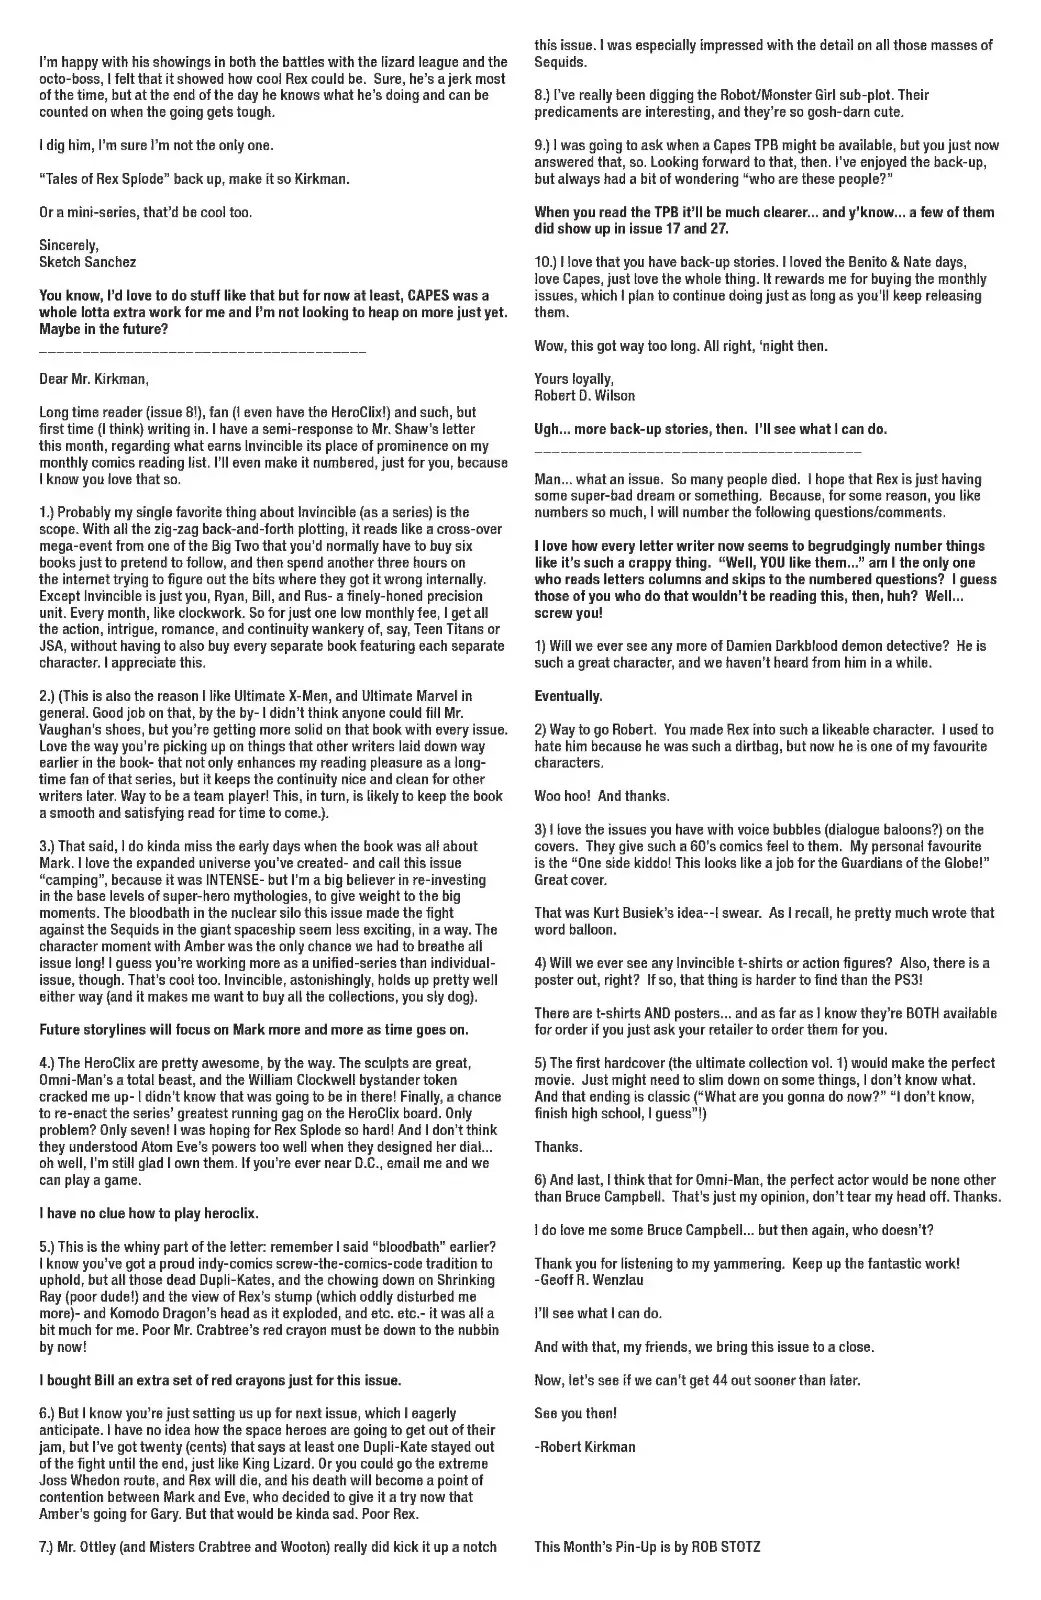 I'm happy with his showings in both the battles with the lizard league and the
octo-boss, I felt that it showed how cool Rex could be.  Sure, he's a jerk most
of the time, but at the end of the day he knows what he's doing and can be
counted on when the going gets tough.
I dig him, I'm sure I'm not the only one.
“Tales of Rex Splode” back up, make it so Kirkman.
Or a mini-series, that'd be cool too.
Sincerely,
Sketch Sanchez
You know, I'd love to do stuff like that but for now at least, CAPES was a
whole lotta extra work for me and I'm not looking to heap on more just yet.
Maybe in the future?
______________________________________
Dear Mr. Kirkman,
Long time reader (issue 8!), fan (I even have the HeroClix!) and such, but
first time (I think) writing in. I have a semi-response to Mr. Shaw's letter
this month, regarding what earns Invincible its place of prominence on my
monthly comics reading list. I'll even make it numbered, just for you, because
I know you love that so.
1.) Probably my single favorite thing about Invincible (as a series) is the
scope. With all the zig-zag back-and-forth plotting, it reads like a cross-over
mega-event from one of the Big Two that you'd normally have to buy six
books just to pretend to follow, and then spend another three hours on
the internet trying to figure out the bits where they got it wrong internally.
Except Invincible is just you, Ryan, Bill, and Rus- a finely-honed precision
unit. Every month, like clockwork. So for just one low monthly fee, I get all
the action, intrigue, romance, and continuity wankery of, say, Teen Titans or
JSA, without having to also buy every separate book featuring each separate
character. I appreciate this.
2.) (This is also the reason I like Ultimate X-Men, and Ultimate Marvel in
general. Good job on that, by the by- I didn't think anyone could fill Mr.
Vaughan's shoes, but you're getting more solid on that book with every issue.
Love the way you're picking up on things that other writers laid down way
earlier in the book- that not only enhances my reading pleasure as a long-
time fan of that series, but it keeps the continuity nice and clean for other
writers later. Way to be a team player! This, in turn, is likely to keep the book
a smooth and satisfying read for time to come.).
3.) That said, I do kinda miss the early days when the book was all about
Mark. I love the expanded universe you've created- and call this issue
“camping”, because it was INTENSE- but I'm a big believer in re-investing
in the base levels of super-hero mythologies, to give weight to the big
moments. The bloodbath in the nuclear silo this issue made the fight
against the Sequids in the giant spaceship seem less exciting, in a way. The
character moment with Amber was the only chance we had to breathe all
issue long! I guess you're working more as a unified-series than individual-
issue, though. That's cool too. Invincible, astonishingly, holds up pretty well
either way (and it makes me want to buy all the collections, you sly dog).
Future storylines will focus on Mark more and more as time goes on.
4.) The HeroClix are pretty awesome, by the way. The sculpts are great,
Omni-Man's a total beast, and the William Clockwell bystander token
cracked me up- I didn't know that was going to be in there! Finally, a chance
to re-enact the series' greatest running gag on the HeroClix board. Only
problem? Only seven! I was hoping for Rex Splode so hard! And I don't think
they understood Atom Eve's powers too well when they designed her dial...
oh well, I'm still glad I own them. If you're ever near D.C., email me and we
can play a game.
I have no clue how to play heroclix.
5.) This is the whiny part of the letter: remember I said “bloodbath” earlier?
I know you've got a proud indy-comics screw-the-comics-code tradition to
uphold, but all those dead Dupli-Kates, and the chowing down on Shrinking
Ray (poor dude!) and the view of Rex's stump (which oddly disturbed me
more)- and Komodo Dragon's head as it exploded, and etc. etc.- it was all a
bit much for me. Poor Mr. Crabtree's red crayon must be down to the nubbin
by now!
I bought Bill an extra set of red crayons just for this issue.
6.) But I know you're just setting us up for next issue, which I eagerly
anticipate. I have no idea how the space heroes are going to get out of their
jam, but I've got twenty (cents) that says at least one Dupli-Kate stayed out
of the fight until the end, just like King Lizard. Or you could go the extreme
Joss Whedon route, and Rex will die, and his death will become a point of
contention between Mark and Eve, who decided to give it a try now that
Amber's going for Gary. But that would be kinda sad. Poor Rex.
7.) Mr. Ottley (and Misters Crabtree and Wooton) really did kick it up a notch
this issue. I was especially impressed with the detail on all those masses of
Sequids.
8.) I've really been digging the Robot/Monster Girl sub-plot. Their
predicaments are interesting, and they're so gosh-darn cute.
9.) I was going to ask when a Capes TPB might be available, but you just now
answered that, so. Looking forward to that, then. I've enjoyed the back-up,
but always had a bit of wondering “who are these people?”
When you read the TPB it'll be much clearer... and y'know... a few of them
did show up in issue 17 and 27.
10.) I love that you have back-up stories. I loved the Benito & Nate days,
love Capes, just love the whole thing. It rewards me for buying the monthly
issues, which I plan to continue doing just as long as you'll keep releasing
them.
Wow, this got way too long. All right, ‘night then.
Yours loyally,
Robert D. Wilson
Ugh... more back-up stories, then.  I'll see what I can do.
______________________________________
Man... what an issue.  So many people died.  I hope that Rex is just having
some super-bad dream or something.  Because, for some reason, you like
numbers so much, I will number the following questions/comments.
I love how every letter writer now seems to begrudgingly number things
like it's such a crappy thing.  “Well, YOU like them...” am I the only one
who reads letters columns and skips to the numbered questions?  I guess
those of you who do that wouldn't be reading this, then, huh?  Well...
screw you!
1) Will we ever see any more of Damien Darkblood demon detective?  He is
such a great character, and we haven't heard from him in a while.
Eventually.
2) Way to go Robert.  You made Rex into such a likeable character.  I used to
hate him because he was such a dirtbag, but now he is one of my favourite
characters.
Woo hoo!  And thanks.
3) I love the issues you have with voice bubbles (dialogue baloons?) on the
covers.  They give such a 60's comics feel to them.  My personal favourite
is the “One side kiddo! This looks like a job for the Guardians of the Globe!”
Great cover.
That was Kurt Busiek's idea--I swear.  As I recall, he pretty much wrote that
word balloon.
4) Will we ever see any Invincible t-shirts or action figures?  Also, there is a
poster out, right?  If so, that thing is harder to find than the PS3!
There are t-shirts AND posters... and as far as I know they're BOTH available
for order if you just ask your retailer to order them for you.
5) The first hardcover (the ultimate collection vol. 1) would make the perfect
movie.  Just might need to slim down on some things, I don't know what.
And that ending is classic (“What are you gonna do now?” “I don't know,
finish high school, I guess”!)
Thanks.
6) And last, I think that for Omni-Man, the perfect actor would be none other
than Bruce Campbell.  That's just my opinion, don't tear my head off. Thanks.
I do love me some Bruce Campbell... but then again, who doesn't?
Thank you for listening to my yammering.  Keep up the fantastic work!
-Geoff R. Wenzlau
I'll see what I can do.
And with that, my friends, we bring this issue to a close.
Now, let's see if we can't get 44 out sooner than later.
See you then!
-Robert Kirkman
This Month's Pin-Up is by ROB STOTZ